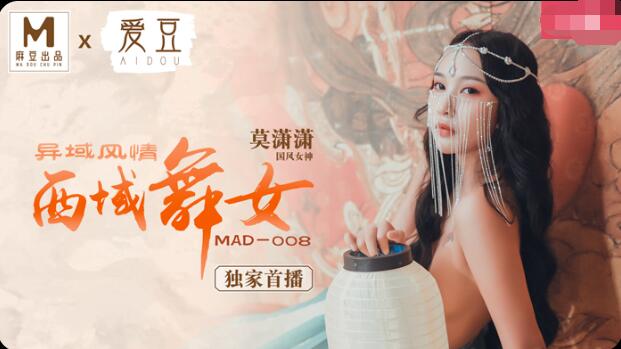 M
麻豆出品
MA DOU CHU PIN
x
爱豆
AIDOU
异域风情
莫潇潇
国风女神
西域舞女
MAD-008
独家首播